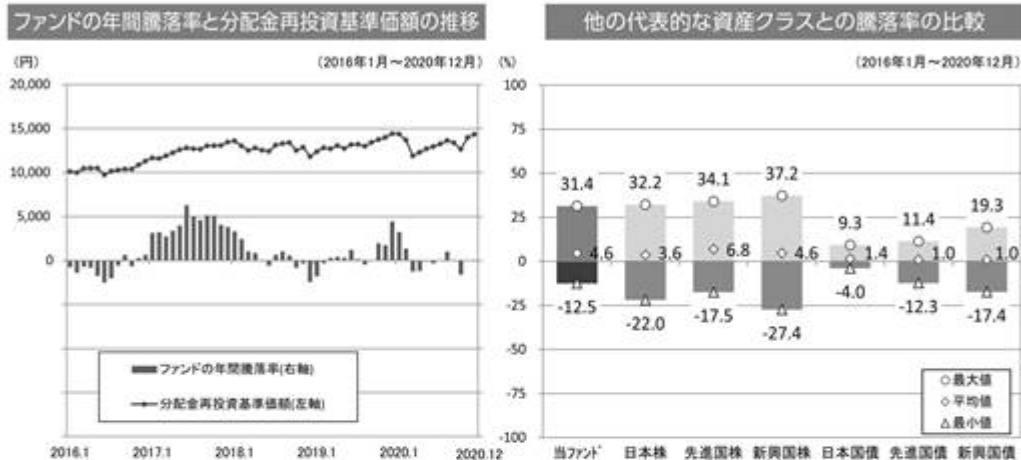 ファンドの年間騰落率と分配金再投資基準価額の推移
(円)
(2016年1月～2020年12月)
20,000
15,000
10,000
5,000
0
ファンドの年間騰落率(右軸)
分配金再投資基準価額(左軸)
2016.1 2017.1 2018.1 2019.1 2020.1 2020.12
他の代表的な資産クラスとの騰落率の比較
(%)
(2016年1月～2020年12月)
100
75
50
25
0
-25
-50
-75
-100
31.4 32.2 34.1 37.2 9.3 11.4 19.3
4.6 3.6 6.8 4.6 1.4 1.0 1.0
-12.5 -22.0 -17.5 -27.4 -4.0 -12.3 -17.4
最大値
平均値
最小値
当ファンド 日本株 先進国株 新興国株 日本国債 先進国債 新興国債